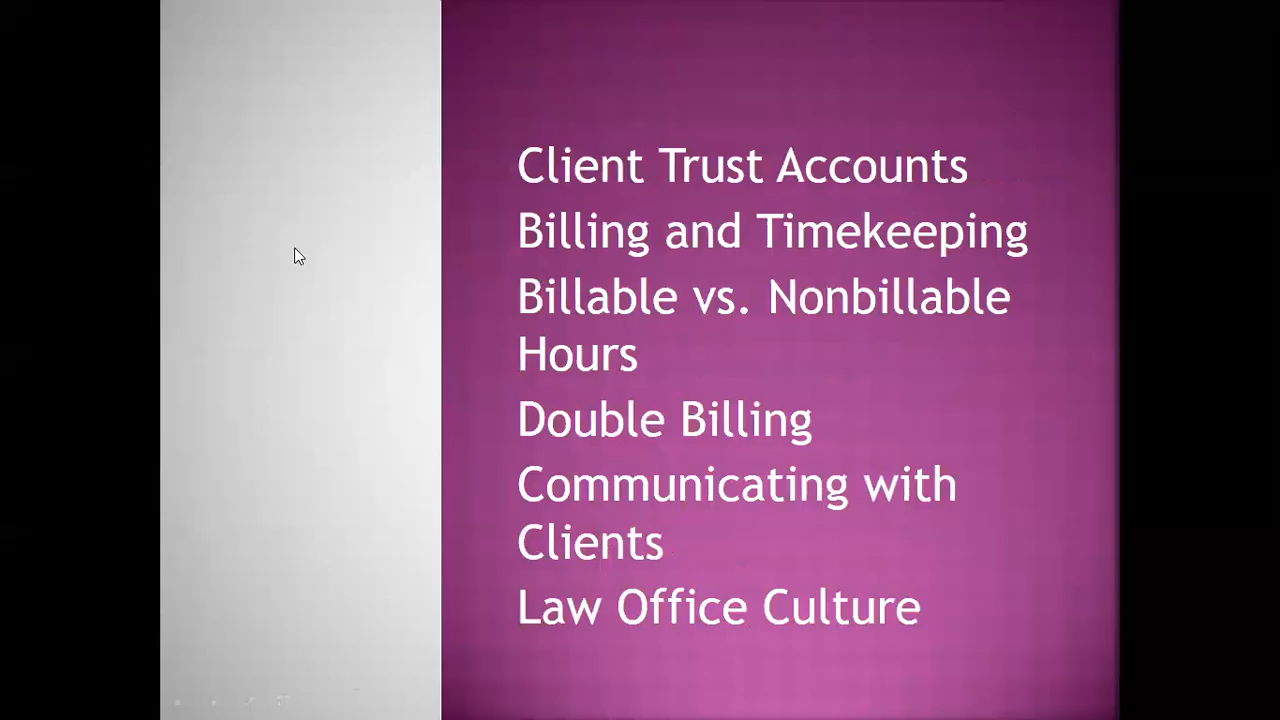 Client Trust Accounts
Billing and Timekeeping
Billable vs. Nonbillable
Hours
Double Billing
Communicating with
Clients
Law Office Culture